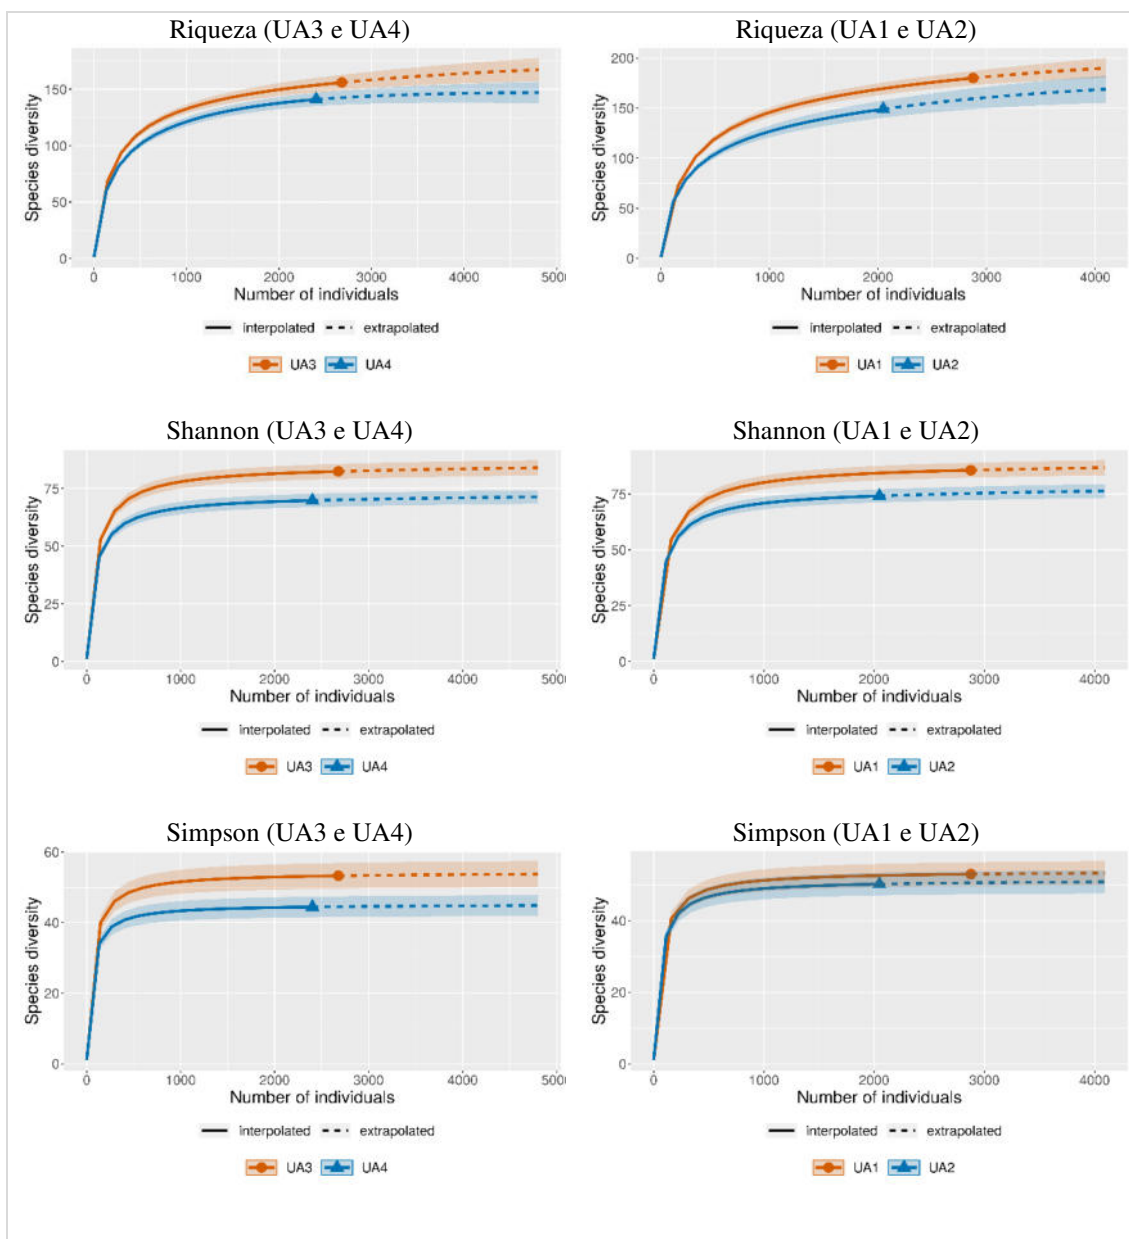 Riqueza (UA3 e UA4)
Species diversity
150
100
50
0
0 1000 2000 3000 4000 500
Number of individuals
interpolated extrapolated
UA3 UA4
Riqueza (UA1 e UA2)
Species diversity
200
150
100
50
0
0 1000 2000 3000 4000
Number of individuals
interpolated extrapolated
UA1 UA2
Shannon (UA3 e UA4)
Species diversity
75
50
25
0
0 1000 2000 3000 4000 500
Number of individuals
interpolated extrapolated
UA3 UA4
Shannon (UA1 e UA2)
Species diversity
75
50
25
0
0 1000 2000 3000 4000
Number of individuals
interpolated extrapolated
UA1 UA2
Simpson (UA3 e UA4)
Species diversity
60
40
20
0
0 1000 2000 3000 4000 500
Number of individuals
interpolated extrapolated
UA3 UA4
Simpson (UA1 e UA2)
Species diversity
40
20
0
0 1000 2000 3000 4000
Number of individuals
interpolated extrapolated
UA1 UA2